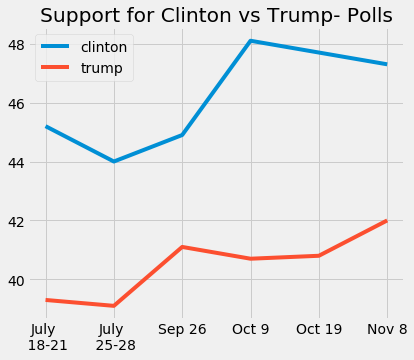 Support for Clinton vs Trump- Polls
clinton
trump
48
46
44
42
40
July
18-21
July
25-28
Sep 26
Oct 9
Oct 19
Nov 8